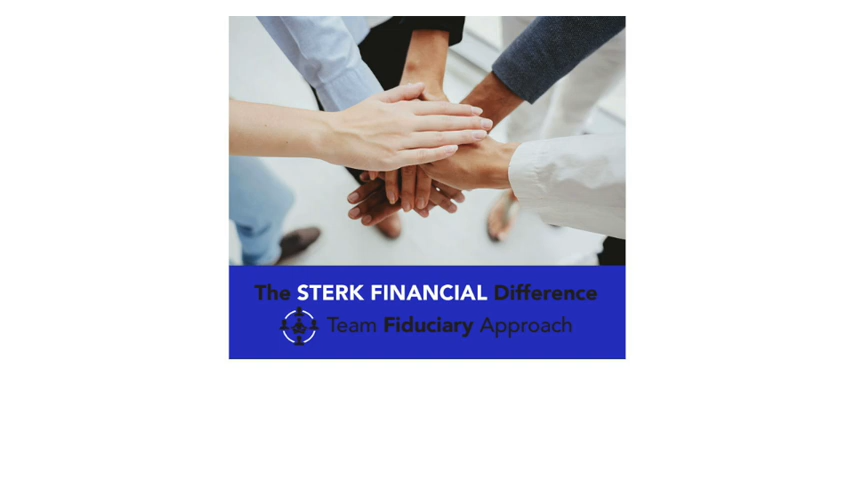 The STERK FINANCIAL Difference
Team Fiduciary Approach